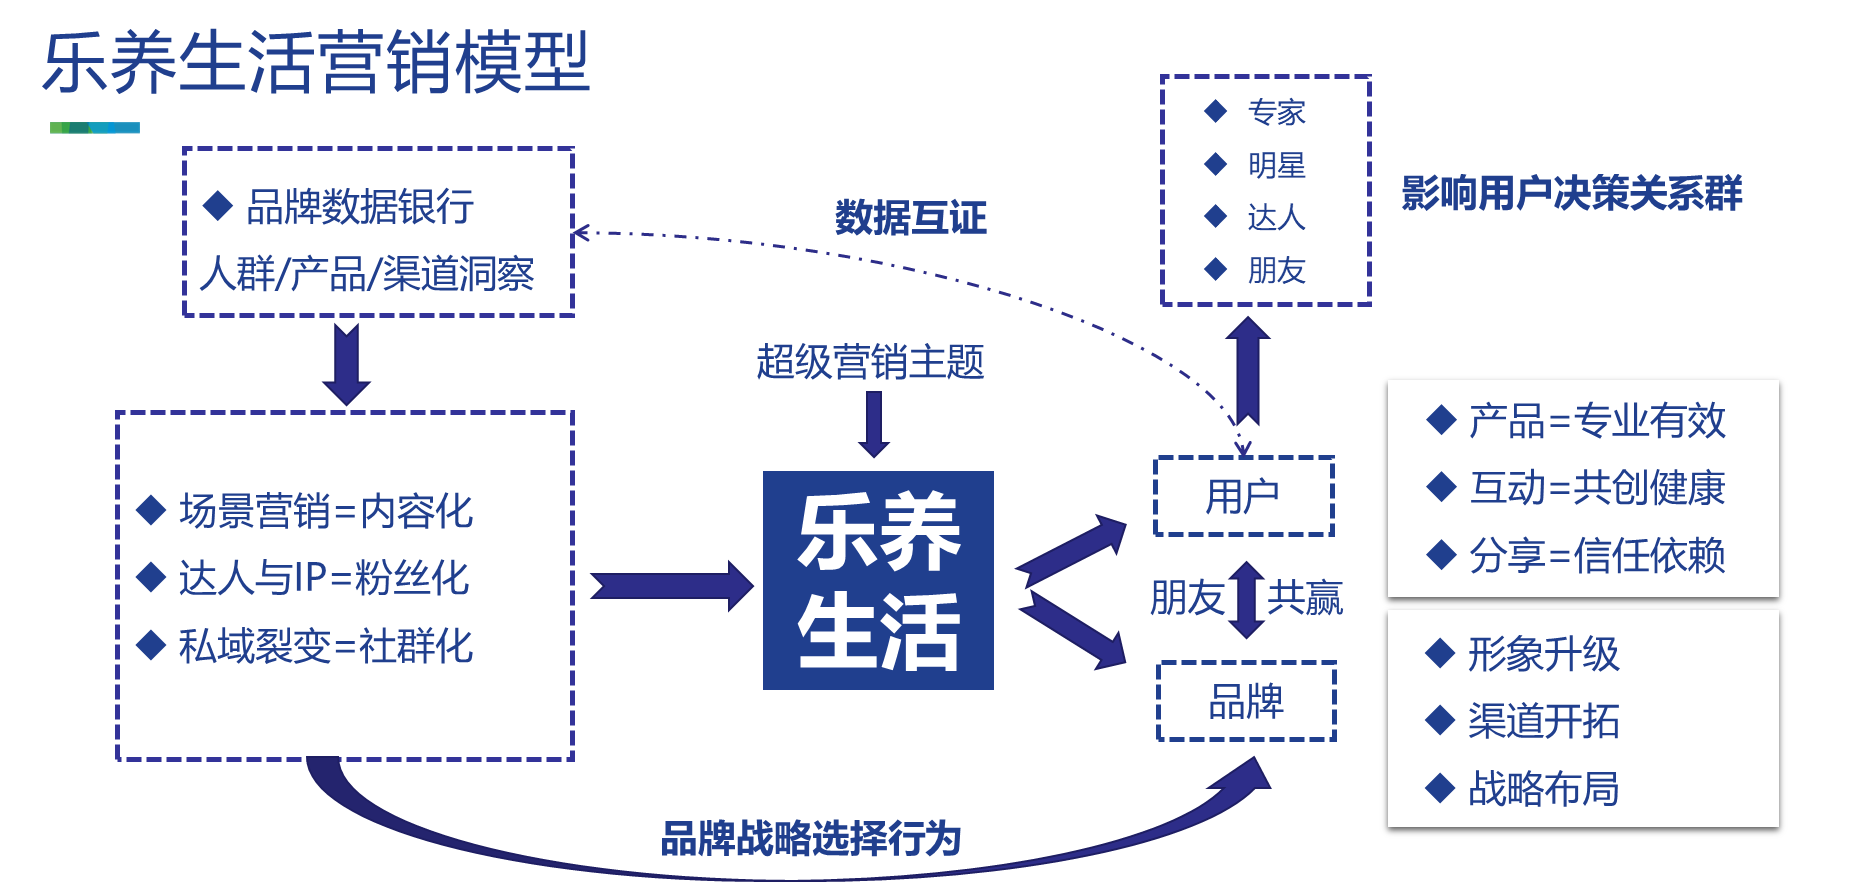 乐养生活营销模型
◆ 品牌数据银行
人群/产品/渠道洞察
数据互证
◆ 专家
◆ 明星
◆ 达人
◆ 朋友
影响用户决策关系群
超级营销主题
◆ 场景营销=内容化
◆ 达人与IP=粉丝化
◆ 私域裂变=社群化
乐养
生活
用户
朋友 共赢
品牌
◆ 产品=专业有效
◆ 互动=共创健康
◆ 分享=信任依赖
◆ 形象升级
◆ 渠道开拓
◆ 战略布局
品牌战略选择行为